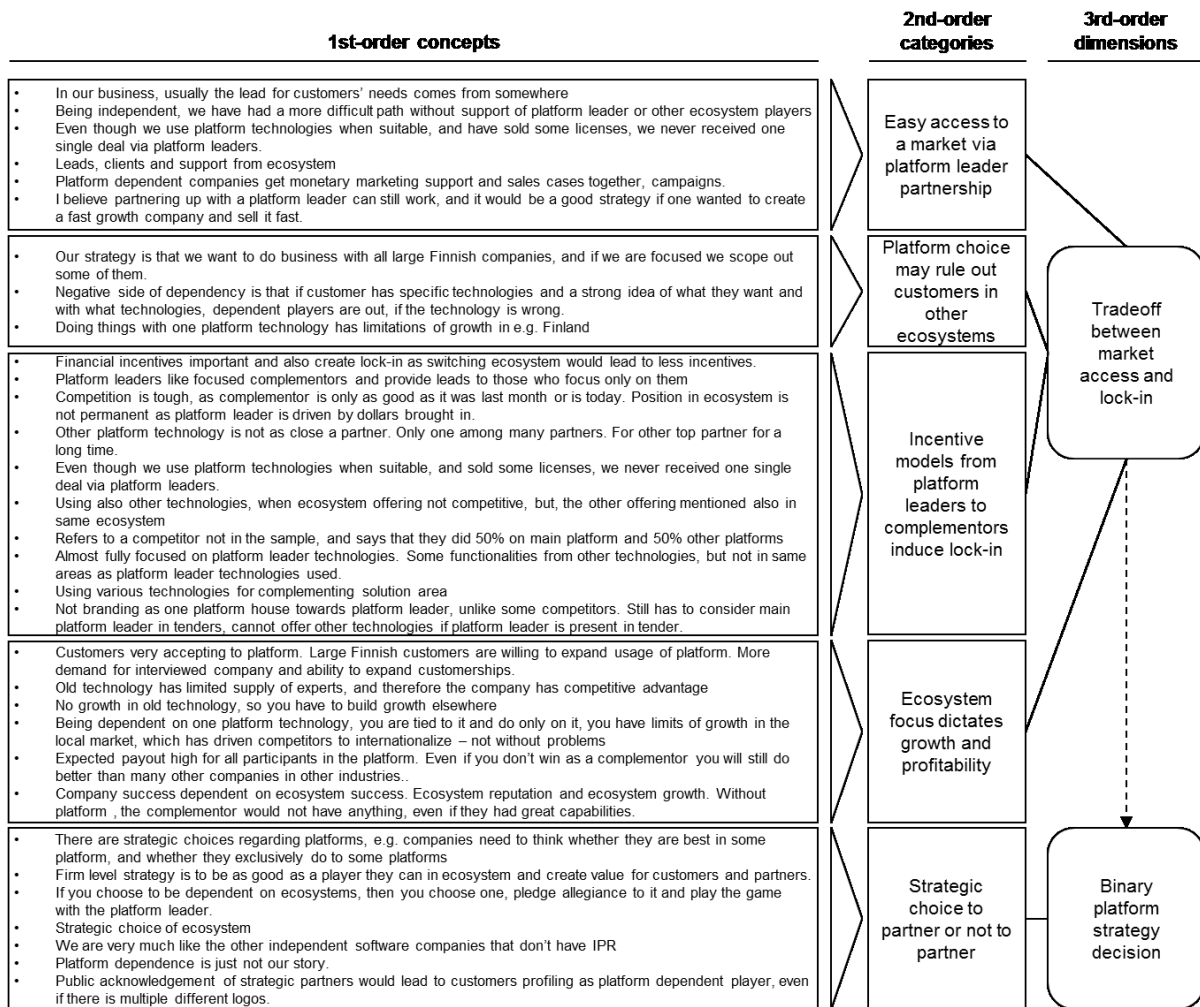 1st-order concepts
2nd-order
categories
3rd-order
dimensions
• In our business, usually the lead for customers' needs comes from somewhere
• Being independent, we have had a more difficult path without support of platform leader or other ecosystem players
• Even though we use platform technologies when suitable, and have sold some licenses, we never received one
single deal via platform leaders.
• Leads, clients and support from ecosystem
• Platform dependent companies get monetary marketing support and sales cases together, campaigns.
• I believe partnering up with a platform leader can still work, and it would be a good strategy if one wanted to create
a fast growth company and sell it fast.
Easy access to
a market via
platform leader
partnership
• Our strategy is that we want to do business with all large Finnish companies, and if we are focused we scope out
some of them.
• Negative side of dependency is that if customer has specific technologies and a strong idea of what they want and
with what technologies, dependent players are out, if the technology is wrong.
• Doing things with one platform technology has limitations of growth in e.g. Finland
Platform choice
may rule out
customers in
other
ecosystems
Tradeoff
between
market
access and
lock-in
• Financial incentives important and also create lock-in as switching ecosystem would lead to less incentives.
• Platform leaders like focused complementors and provide leads to those who focus only on them
• Competition is tough, as complementor is only as good as it was last month or is today. Position in ecosystem is
not permanent as platform leader is driven by dollars brought in.
• Other platform technology is not as close a partner. Only one among many partners. For other top partner for a
long time.
• Even though we use platform technologies when suitable, and sold some licenses, we never received one single
deal via platform leaders.
• Using also other technologies, when ecosystem offering not competitive, but, the other offering mentioned also in
same ecosystem
• Refers to a competitor not in the sample, and says that they did 50% on main platform and 50% other platforms
• Almost fully focused on platform leader technologies. Some functionalities from other technologies, but not in same
areas as platform leader technologies used.
• Using various technologies for complementing solution area
• Not branding as one platform house towards platform leader, unlike some competitors. Still has to consider main
platform leader in tenders, cannot offer other technologies if platform leader is present in tender.
Incentive
models from
platform
leaders to
complementors
induce lock-in
• Customers very accepting to platform. Large Finnish customers are willing to expand usage of platform. More
demand for interviewed company and ability to expand customerships.
• Old technology has limited supply of experts, and therefore the company has competitive advantage
• No growth in old technology, so you have to build growth elsewhere
• Being dependent on one platform technology, you are tied to it and do only on it, you have limits of growth in the
local market, which has driven competitors to internationalize – not without problems
• Expected payout high for all participants in the platform. Even if you don't win as a complementor you will still do
better than many other companies in other industries..
• Company success dependent on ecosystem success. Ecosystem reputation and ecosystem growth. Without
platform , the complementor would not have anything, even if they had great capabilities.
Ecosystem
focus dictates
growth and
profitability
• There are strategic choices regarding platforms, e.g. companies need to think whether they are best in some
platform, and whether they exclusively do to some platforms
• Firm level strategy is to be as good as a player they can in ecosystem and create value for customers and partners.
• If you choose to be dependent on ecosystems, then you choose one, pledge allegiance to it and play the game
with the platform leader.
• Strategic choice of ecosystem
• We are very much like the other independent software companies that don't have IPR
• Platform dependence is just not our story.
• Public acknowledgement of strategic partners would lead to customers profiling as platform dependent player, even
if there is multiple different logos.
Strategic
choice to
partner or not to
partner
Binary
platform
strategy
decision